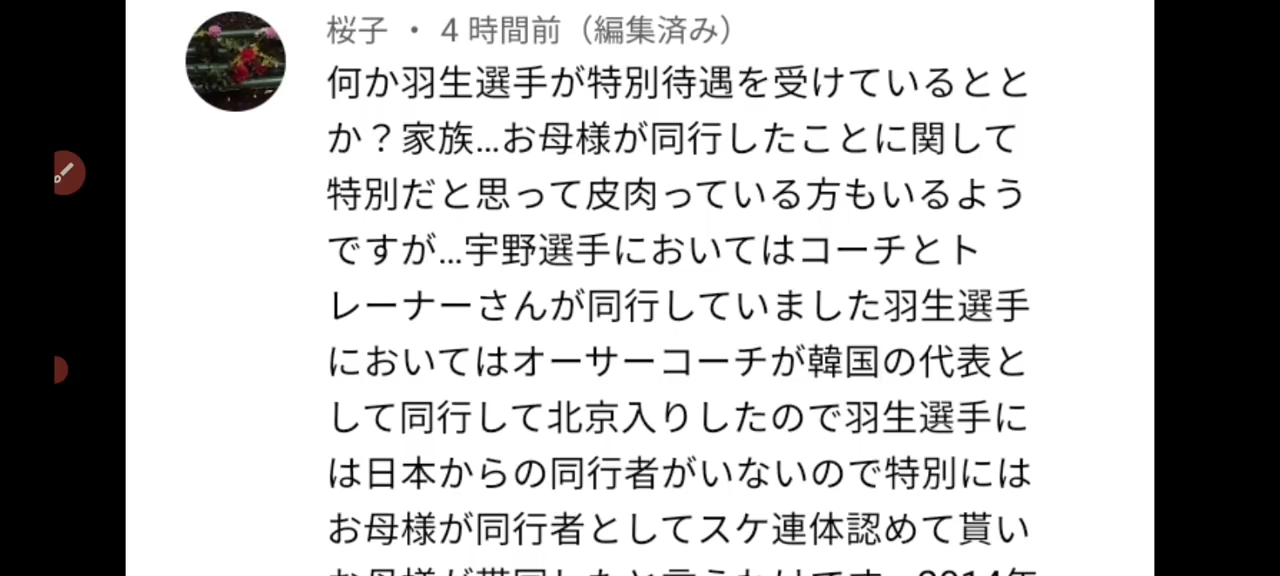 桜子 ・ 4 時間前（編集済み）
何か羽生選手が特別待遇を受けているとと
か？家族...お母様が同行したことに関して
特別だと思って皮肉っている方もいるよう
ですが...宇野選手においてはコーチとト
レーナーさんが同行していました羽生選手
においてはオーサーコーチが韓国の代表と
して同行して北京入りしたので羽生選手に
は日本からの同行者がいないので特別には
お母様が同行者としてスケ連体認めて貰い